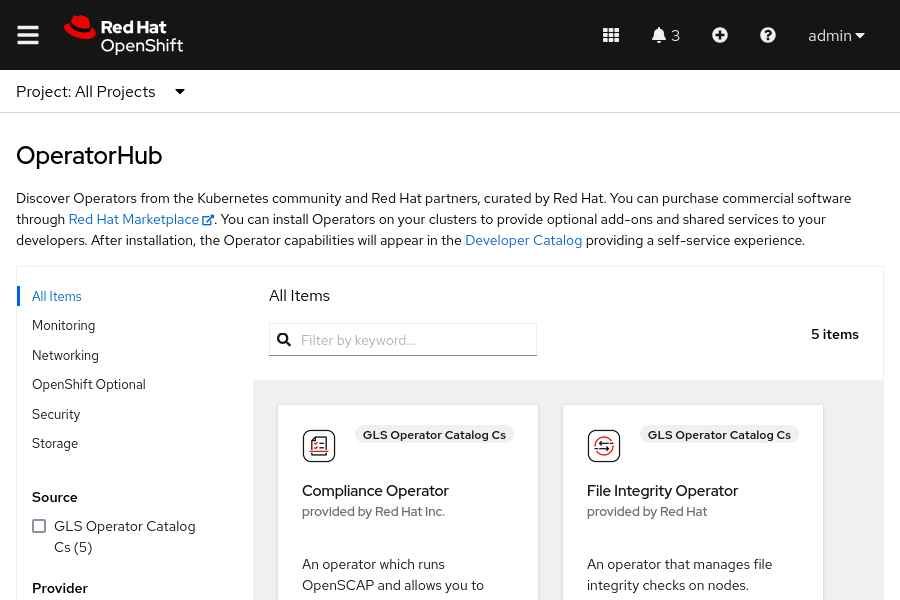 Red Hat
OpenShift
3
admin
Project: All Projects
OperatorHub
Discover Operators from the Kubernetes community and Red Hat partners, curated by Red Hat. You can purchase commercial software
through Red Hat Marketplace. You can install Operators on your clusters to provide optional add-ons and shared services to your
developers. After installation, the Operator capabilities will appear in the Developer Catalog providing a self-service experience.
All Items
Monitoring
Networking
OpenShift Optional
Security
Storage
Source
GLS Operator Catalog
Cs (5)
Provider
All Items
Filter by keyword...
5 items
GLS Operator Catalog Cs
Compliance Operator
provided by Red Hat Inc.
An operator which runs
OpenSCAP and allows you to
GLS Operator Catalog Cs
File Integrity Operator
provided by Red Hat
An operator that manages file
integrity checks on nodes.